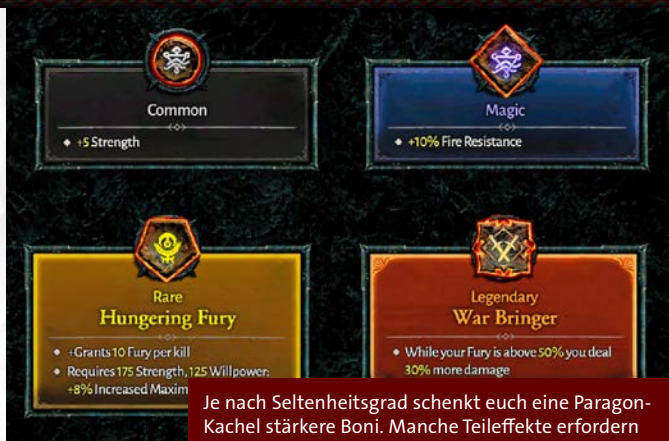 Common
+5 Strength
Magic
+10% Fire Resistance
Rare
Hungering Fury
+Grants 10 Fury per kill
Requires 175 Strength, 125 Willpower:
+8% Increased Maxim
Legendary
War Bringer
While your Fury is above 50% you deal
30% more damage
Je nach Seltenheitsgrad schenkt euch eine Paragon-
Kachel stärkere Boni. Manche Teileffekte erfordern